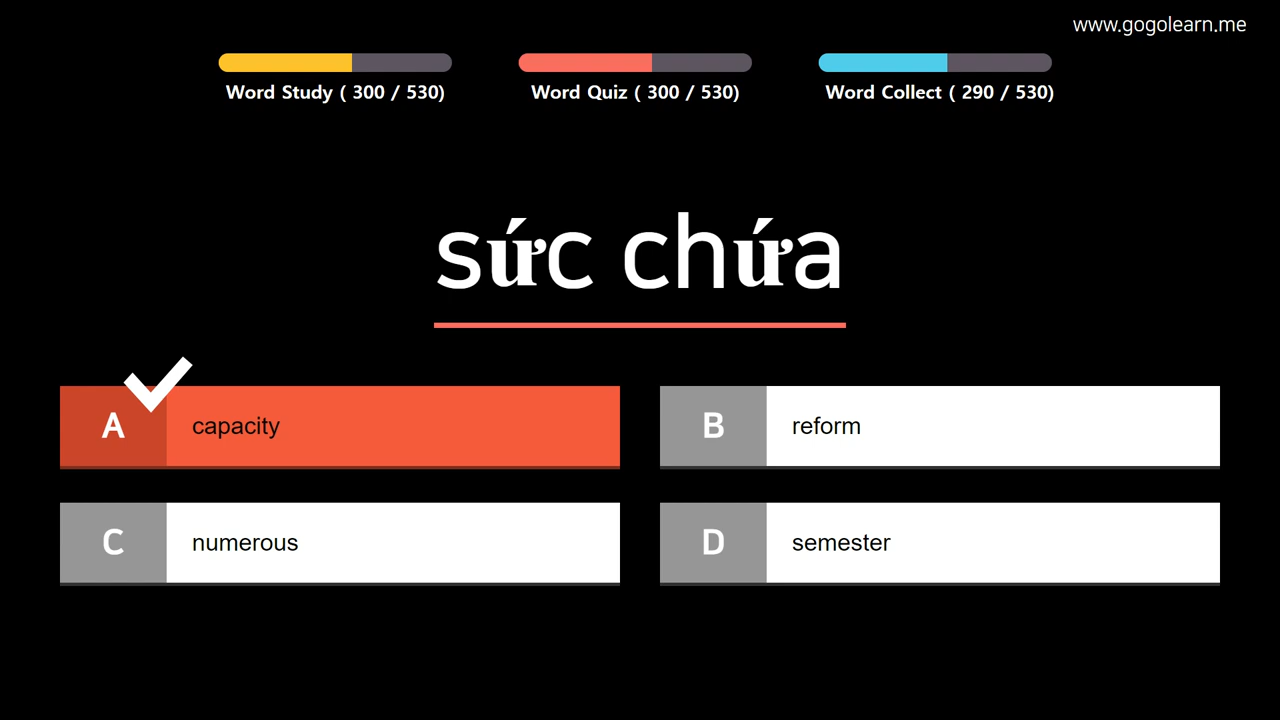 www.gogolearn.me
Word Study ( 300 / 530)
Word Quiz ( 300 / 530)
Word Collect ( 290 / 530)
sức chứa
A capacity
B reform
C numerous
D semester